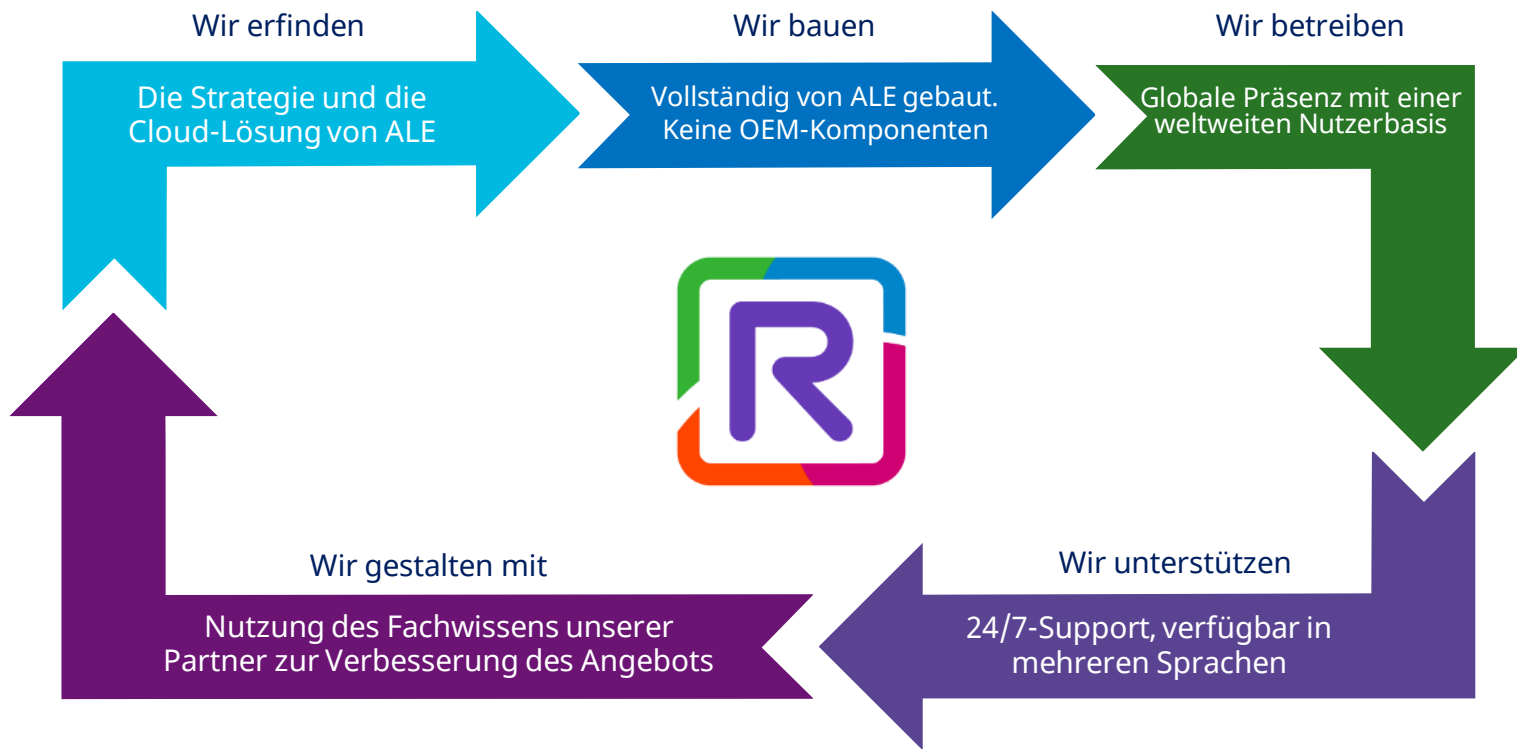 Wir erfinden
Die Strategie und die
Cloud-Lösung von ALE
Wir bauen
Vollständig von ALE gebaut.
Keine OEM-Komponenten
Wir betreiben
Globale Präsenz mit einer
weltweiten Nutzerbasis
R
Wir unterstützen
24/7-Support, verfügbar in
mehreren Sprachen
Wir gestalten mit
Nutzung des Fachwissens unserer
Partner zur Verbesserung des Angebots